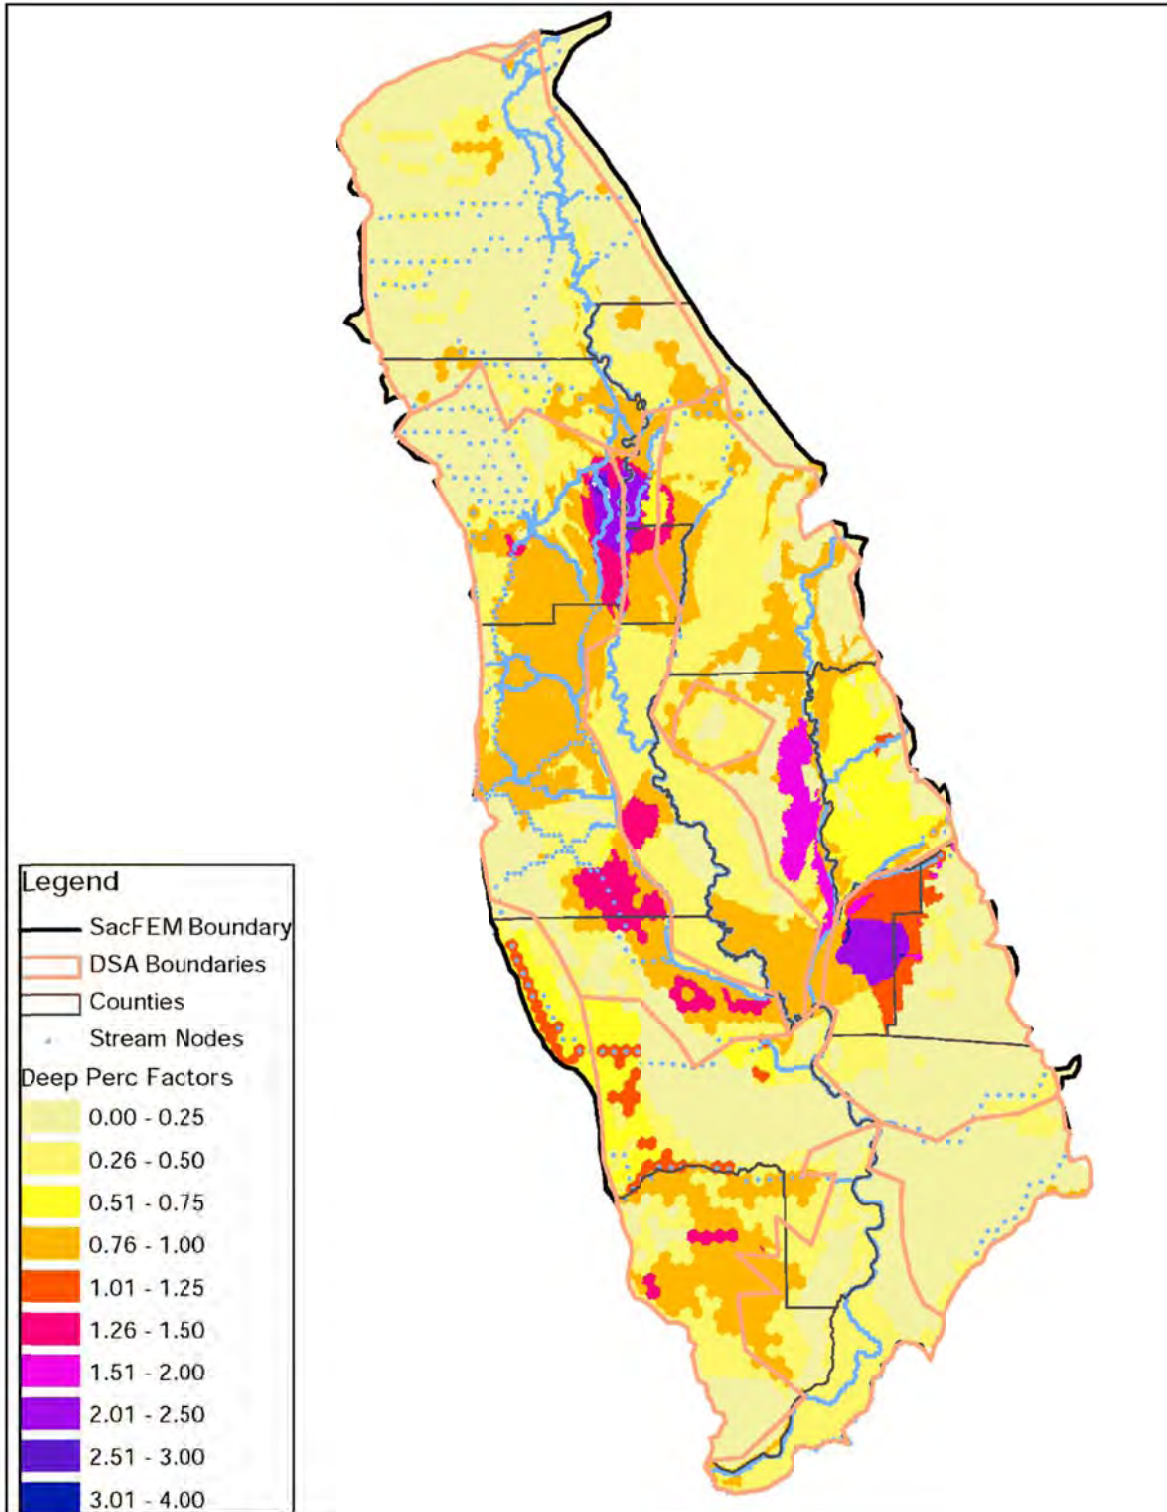 Legend
SacFEM Boundary
DSA Boundaries
Counties
Stream Nodes
Deep Perc Factors
0.00 - 0.25
0.26 - 0.50
0.51 - 0.75
0.76 - 1.00
1.01 - 1.25
1.26 - 1.50
1.51 - 2.00
2.01 - 2.50
2.51 - 3.00
3.01 - 4.00